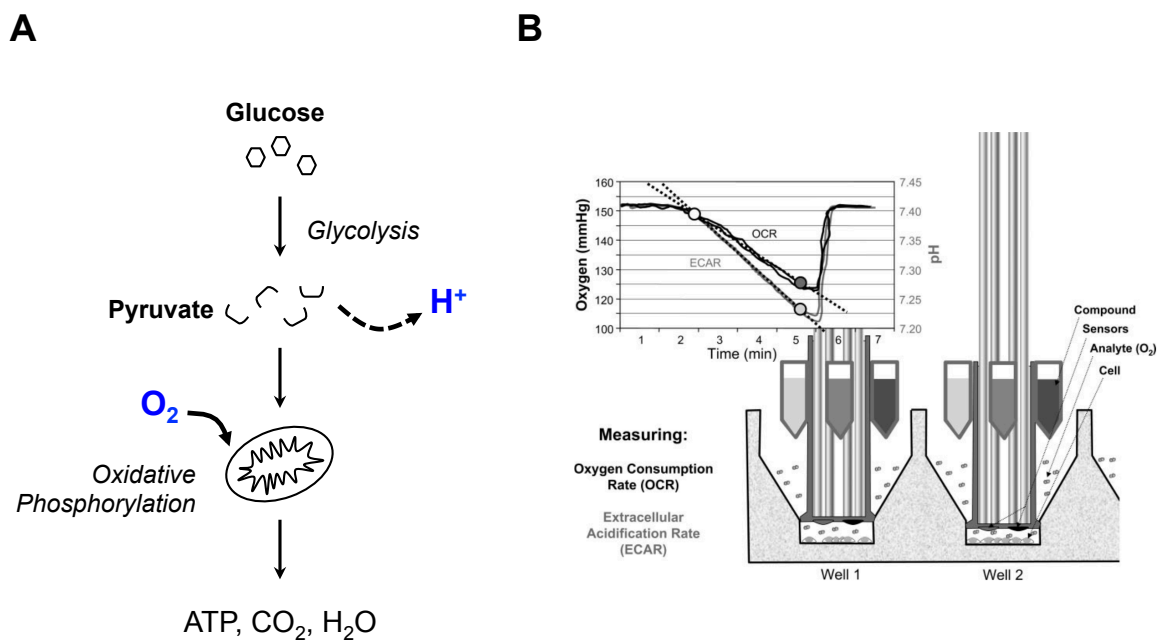 A
Glucose
Glycolysis
Pyruvate
H+
O2
Oxidative
Phosphorylation
ATP, CO2, H2O
B
160
150
140
130
120
110
100
Oxygen (mmHg)
OCR
ECAR
7.45
7.40
7.35
7.30
7.25
7.20
pH
1 2 3 4 5 6 7
Time (min)
Compound
Sensors
Analyte (O2)
Cell
Measuring:
Oxygen Consumption
Rate (OCR)
Extracellular
Acidification Rate
(ECAR)
Well 1
Well 2